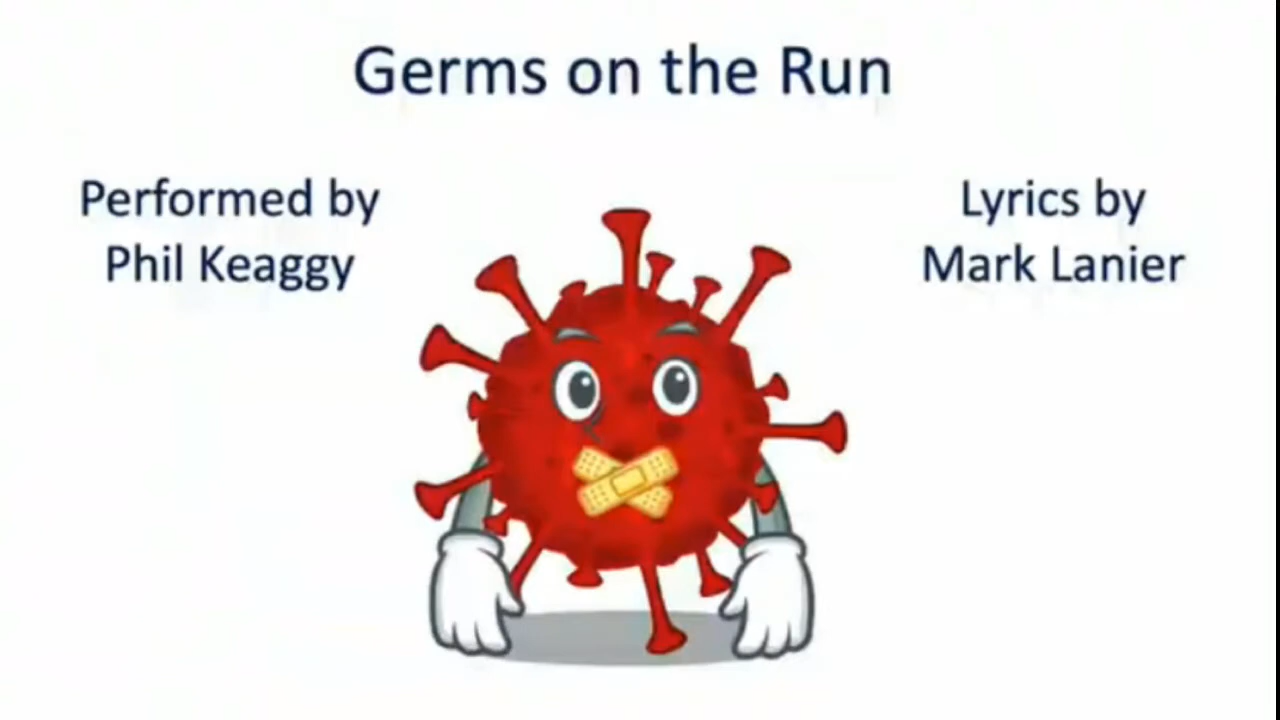 Germs on the Run
Performed by
Phil Keaggy
Lyrics by
Mark Lanier